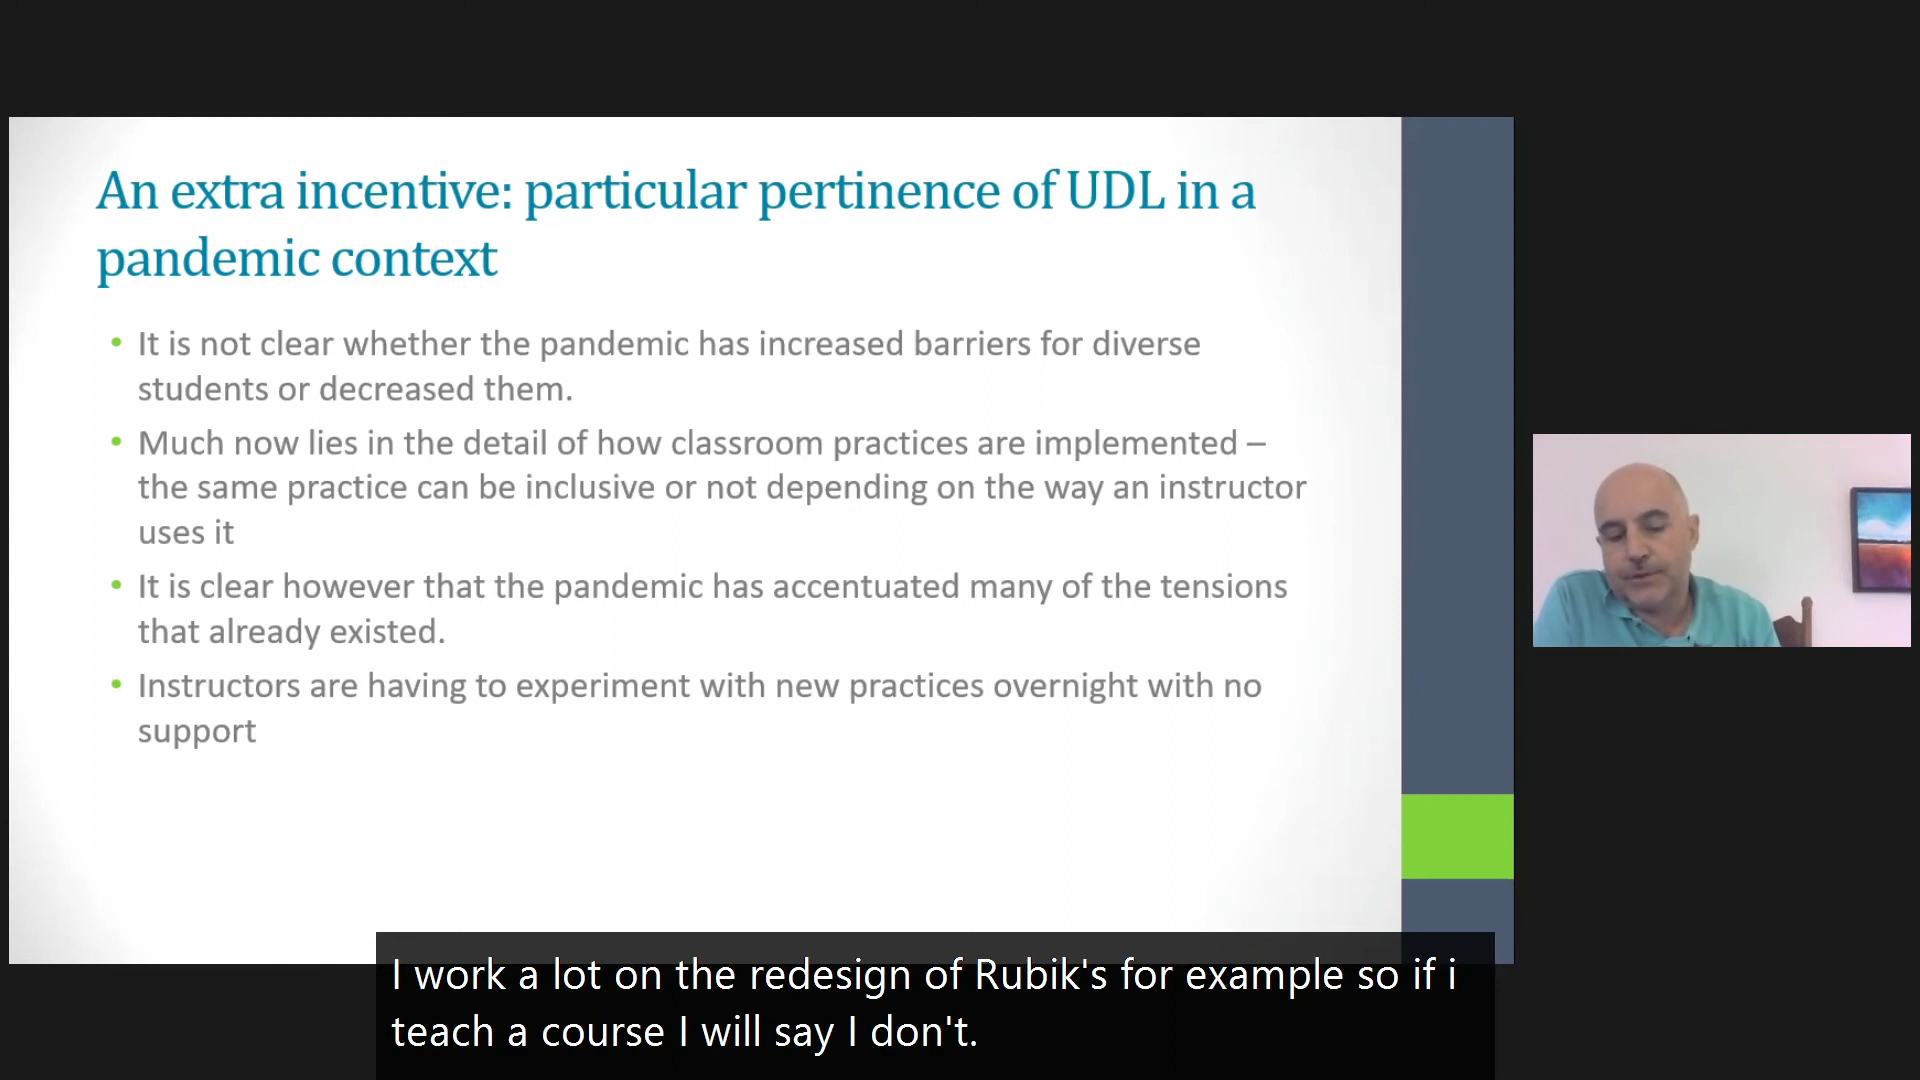 An extra incentive: particular pertinence of UDL in a
pandemic context
• It is not clear whether the pandemic has increased barriers for diverse
students or decreased them.
• Much now lies in the detail of how classroom practices are implemented –
the same practice can be inclusive or not depending on the way an instructor
uses it
• It is clear however that the pandemic has accentuated many of the tensions
that already existed.
• Instructors are having to experiment with new practices overnight with no
support
I work a lot on the redesign of Rubik's for example so if i
teach a course I will say I don't.